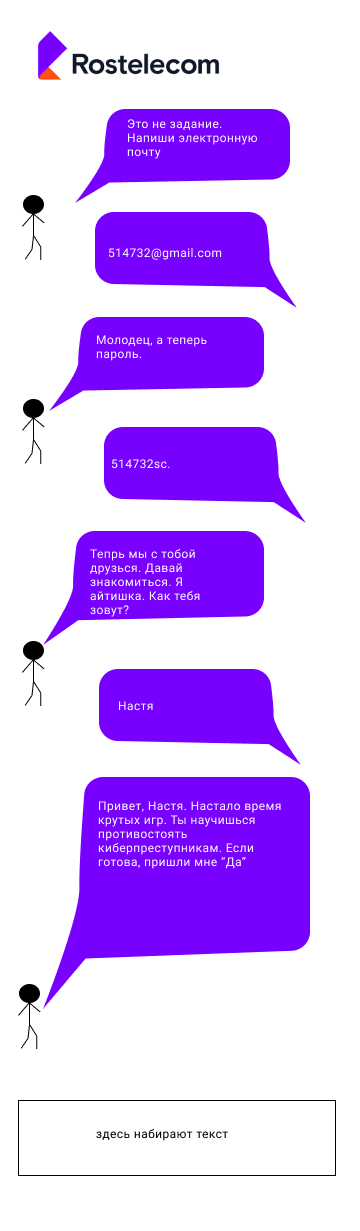 Rostelecom
Это не задание.
Напиши электронную
почту
514732@gmail.com
Молодец, а теперь
пароль.
514732sc.
Тепрь мы с тобой
друзься. Давай
знакомиться. Я
айтишка. Как тебя
зовут?
Настя
Привет, Настя. Настало время
крутых игр. Ты научишься
противостоять
киберпреступникам. Если
готова, пришли мне “Да”
здесь набирают текст